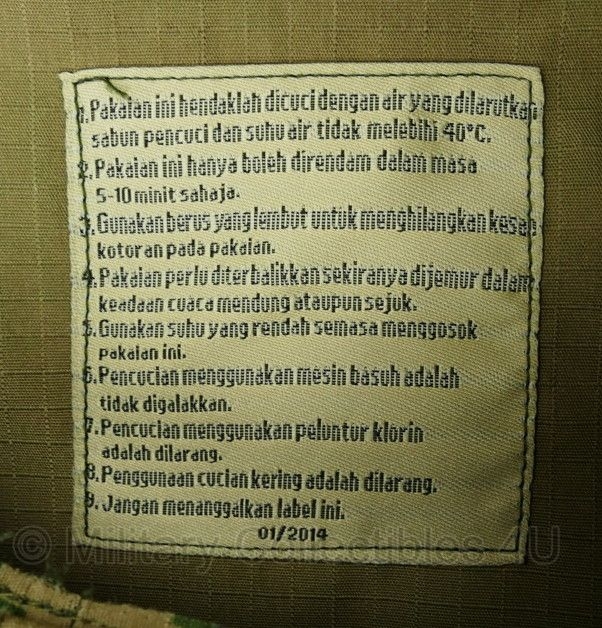 1. Pakaian ini hendaklah dicuci dengan air yang dilarutkan
sabun pencuci dan suhu air tidak melebihi 40°C.
2. Pakaian ini hanya boleh direndam dalam masa
5-10 minit sahaja.
3. Gunakan berus yang lembut untuk menghilangkan kesan
kotoran pada pakaian.
4. Pakaian perlu diterbalikkan sekiranya dijemur dalam
keadaan cuaca mendung ataupun sejuk.
5. Gunakan suhu yang rendah semasa menggosok
pakaian ini.
6. Pencucian menggunakan mesin basuh adalah
tidak digalakkan.
7. Pencucian menggunakan peluntur klorin
adalah dilarang.
8. Penggunaan cucian kering adalah dilarang.
9. Jangan menanggalkan label ini.
01/2014
© Military Collectibles 4U